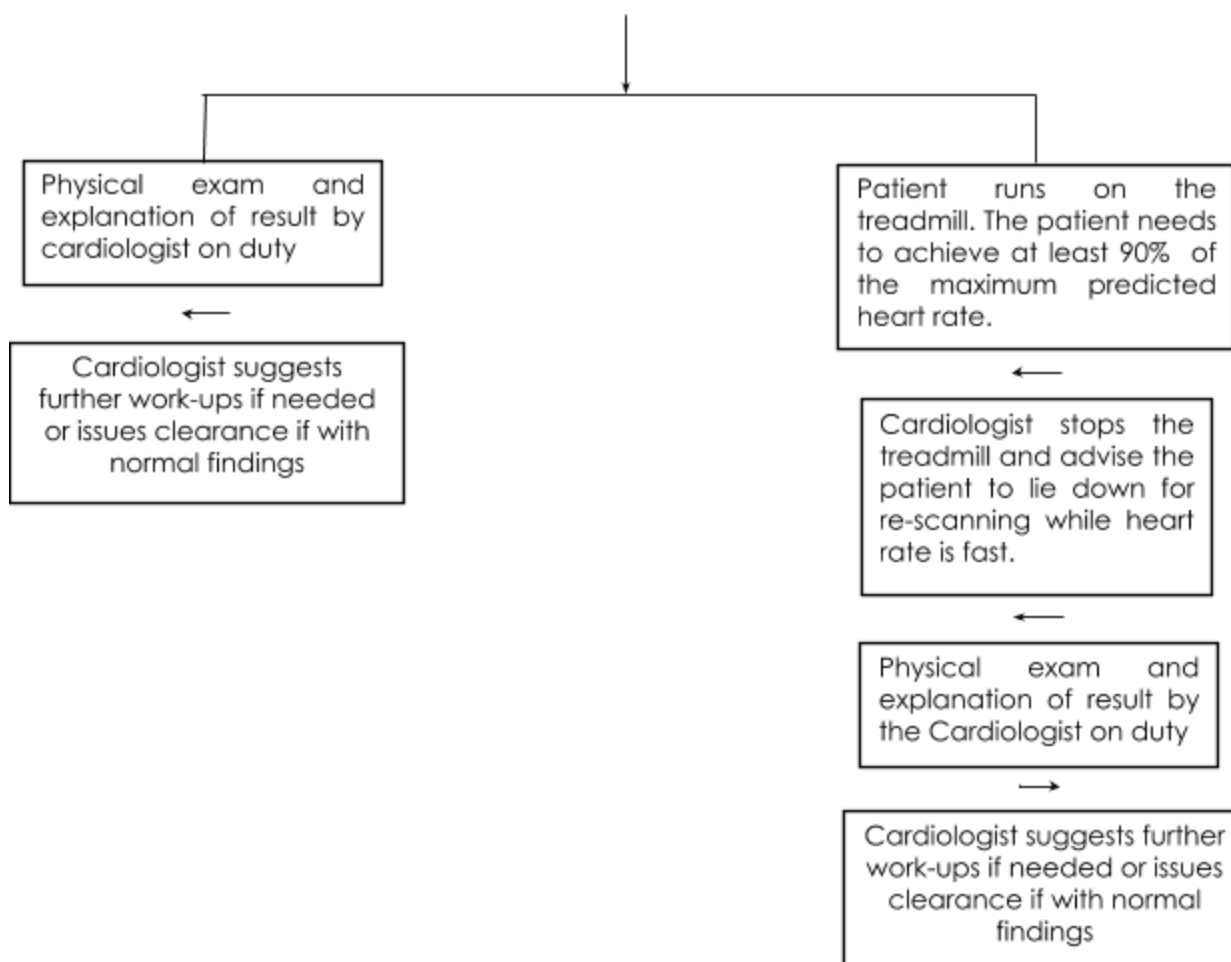 Physical exam and
explanation of result by
cardiologist on duty
Cardiologist suggests
further work-ups if needed
or issues clearance if with
normal findings
Patient runs on the
treadmill. The patient needs
to achieve at least 90% of
the maximum predicted
heart rate.
Cardiologist stops the
treadmill and advise the
patient to lie down for
re-scanning while heart
rate is fast.
Physical exam and
explanation of result by
the Cardiologist on duty
Cardiologist suggests further
work-ups if needed or issues
clearance if with normal
findings